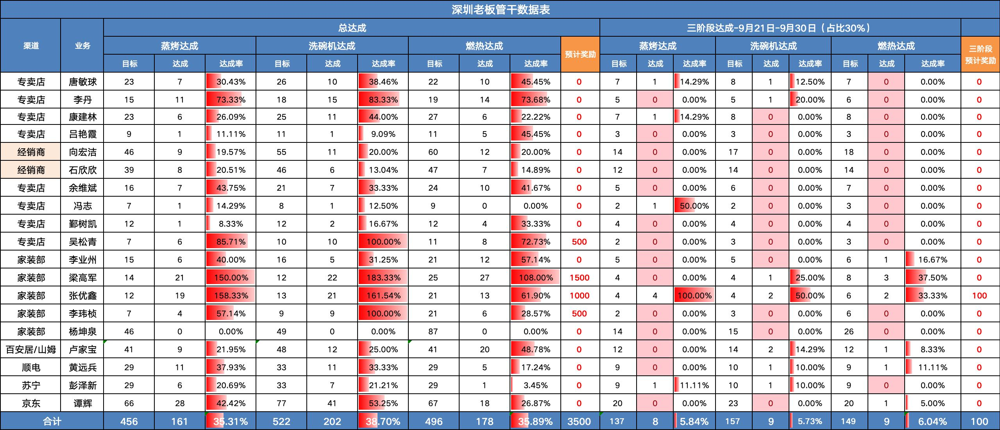 深圳老板管干数据表
渠道 业务 总达成 三阶段达成-9月21日-9月30日（占比30%）
蒸烤达成 洗碗机达成 燃热达成 预计奖励 蒸烤达成 洗碗机达成 燃热达成 三阶段预计奖励
目标 达成 达成率 目标 达成 达成率 目标 达成 达成率 目标 达成 达成率 目标 达成 达成率 目标 达成 达成率
专卖店 唐敏球 23 7 30.43% 26 10 38.46% 22 10 45.45% 0 7 1 14.29% 8 1 12.50% 7 0 0.00% 0
专卖店 李丹 15 11 73.33% 18 15 83.33% 19 14 73.68% 0 5 0 0.00% 5 1 20.00% 6 0 0.00% 0
专卖店 康建林 23 6 26.09% 25 11 44.00% 27 6 22.22% 0 7 1 14.29% 8 0 0.00% 8 0 0.00% 0
专卖店 吕艳霞 9 1 11.11% 11 1 9.09% 11 5 45.45% 0 3 0 0.00% 3 0 0.00% 3 0 0.00% 0
经销商 向宏洁 46 9 19.57% 55 11 20.00% 60 12 20.00% 0 14 0 0.00% 17 0 0.00% 18 0 0.00% 0
经销商 石欣欣 39 8 20.51% 46 6 13.04% 47 7 14.89% 0 12 0 0.00% 14 0 0.00% 14 0 0.00% 0
专卖店 余维斌 16 7 43.75% 21 7 33.33% 24 10 41.67% 0 5 0 0.00% 6 0 0.00% 7 0 0.00% 0
专卖店 冯志 7 1 14.29% 8 1 12.50% 9 0 0.00% 0 2 1 50.00% 2 0 0.00% 3 0 0.00% 0
专卖店 鄞树凯 12 1 8.33% 12 2 16.67% 12 4 33.33% 0 4 0 0.00% 4 0 0.00% 4 0 0.00% 0
专卖店 吴松青 7 6 85.71% 10 10 100.00% 11 8 72.73% 500 2 0 0.00% 3 0 0.00% 3 0 0.00% 0
家装部 李业州 15 6 40.00% 16 5 31.25% 21 12 57.14% 0 5 0 0.00% 5 0 0.00% 6 1 16.67% 0
家装部 梁高军 14 21 150.00% 12 22 183.33% 25 27 108.00% 1500 4 0 0.00% 4 1 25.00% 8 3 37.50% 0
家装部 张优鑫 12 19 158.33% 13 21 161.54% 21 13 61.90% 1000 4 4 100.00% 4 2 50.00% 6 2 33.33% 100
家装部 李玮桢 7 4 57.14% 9 9 100.00% 21 6 28.57% 500 2 0 0.00% 3 0 0.00% 6 0 0.00% 0
家装部 杨坤泉 46 0 0.00% 49 0 0.00% 87 0 0.00% 0 14 0 0.00% 15 0 0.00% 26 0 0.00% 0
百安居/山姆 卢家宝 41 9 21.95% 48 12 25.00% 41 20 48.78% 0 12 0 0.00% 14 2 14.29% 12 1 8.33% 0
顺电 黄远兵 29 11 37.93% 33 11 33.33% 29 5 17.24% 0 9 0 0.00% 10 1 10.00% 9 1 11.11% 0
苏宁 彭泽新 29 6 20.69% 33 7 21.21% 29 1 3.45% 0 9 1 11.11% 10 1 10.00% 9 0 0.00% 0
京东 谭辉 66 28 42.42% 77 41 53.25% 67 18 26.87% 0 20 0 0.00% 23 0 0.00% 20 1 5.00% 0
合计 456 161 35.31% 522 202 38.70% 496 178 35.89% 3500 137 8 5.84% 157 9 5.73% 149 9 6.04% 100